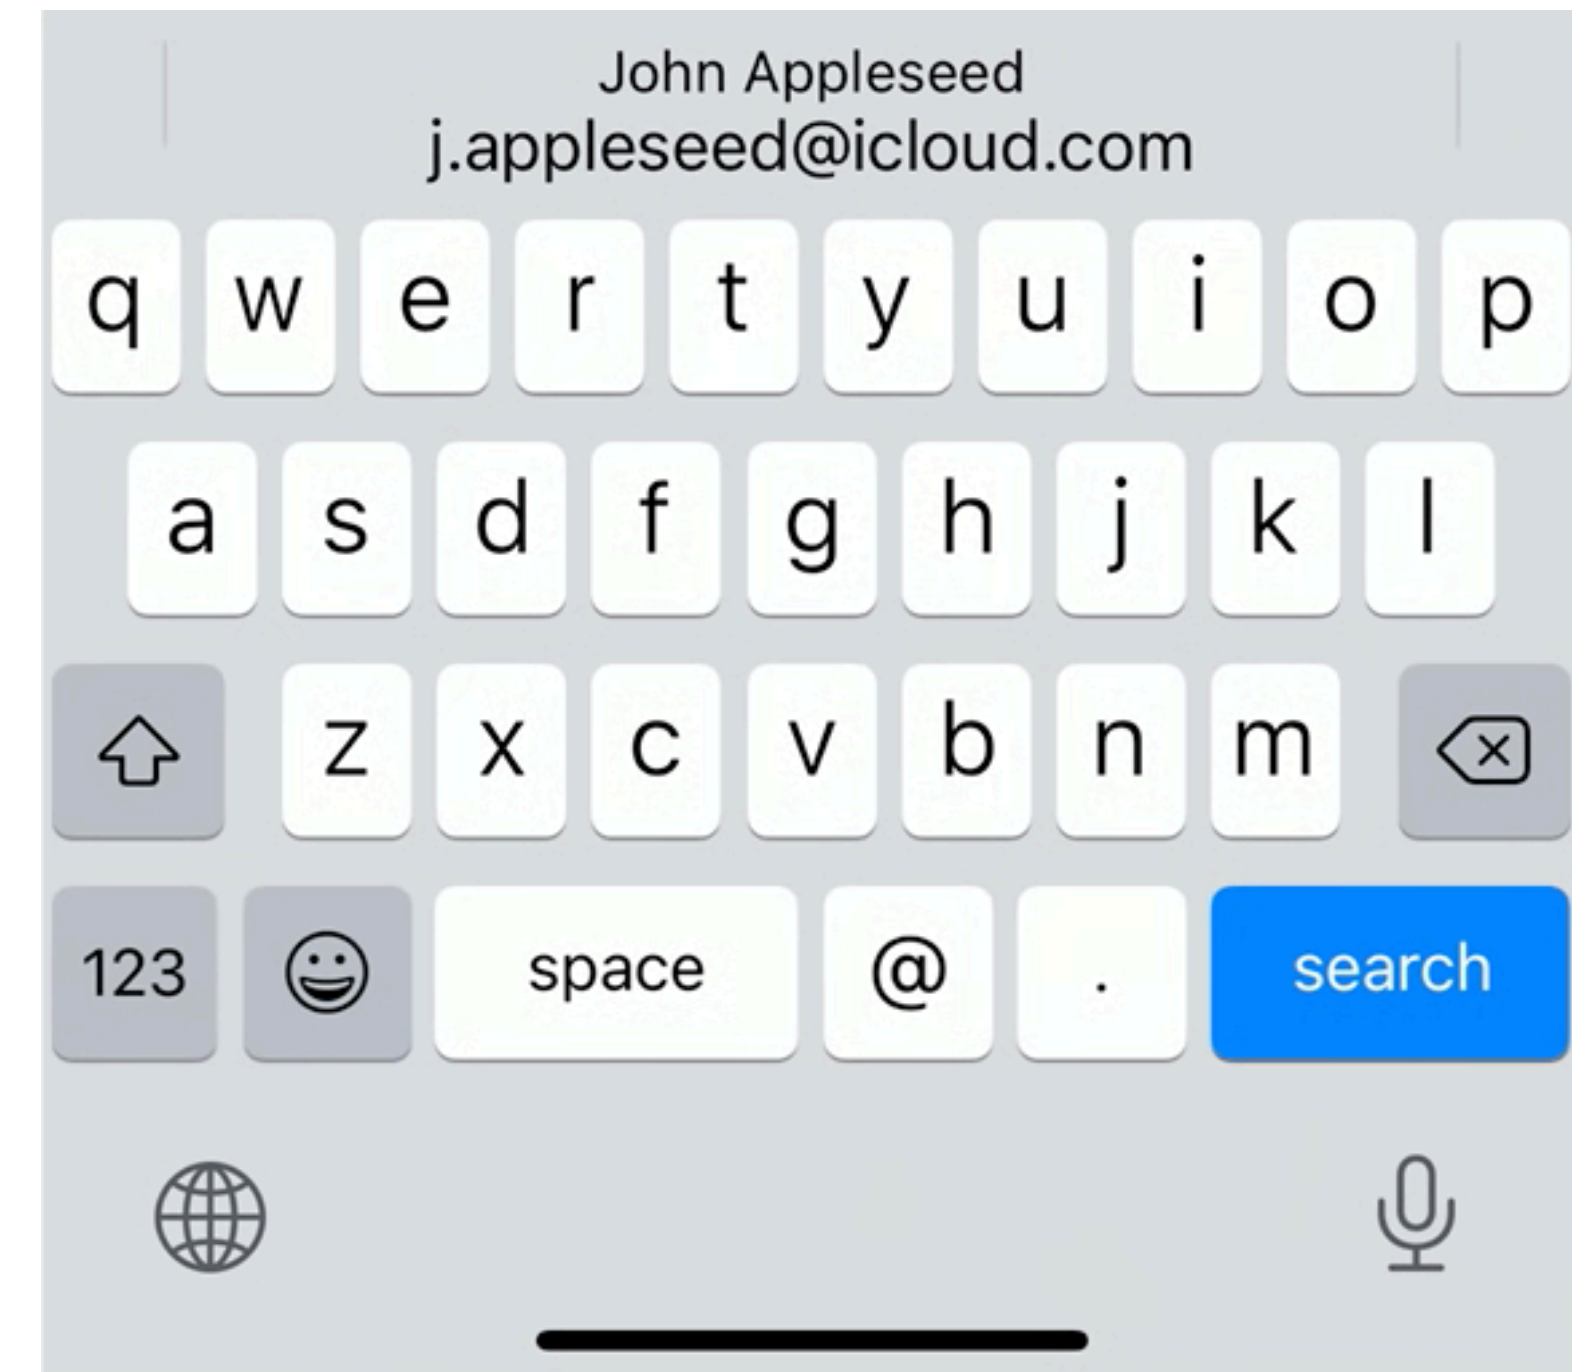 John Appleseed
j.appleseed@icloud.com
q w e r t y u i o p
a s d f g h j k l
z x c v b n m
123 space @ . search